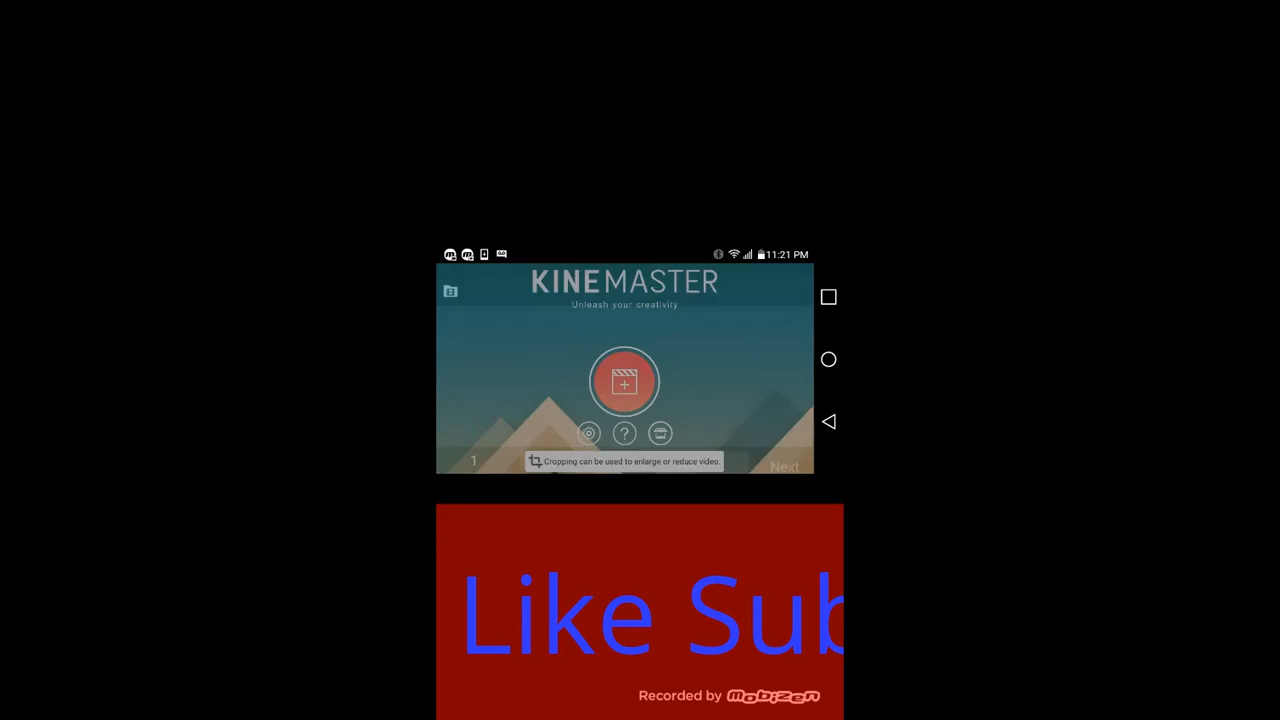 11:21 PM
KINEMASTER
Unleash your creativity
?
1
Cropping can be used to enlarge or reduce video.
Next
Like Sub
Recorded by Mobizen